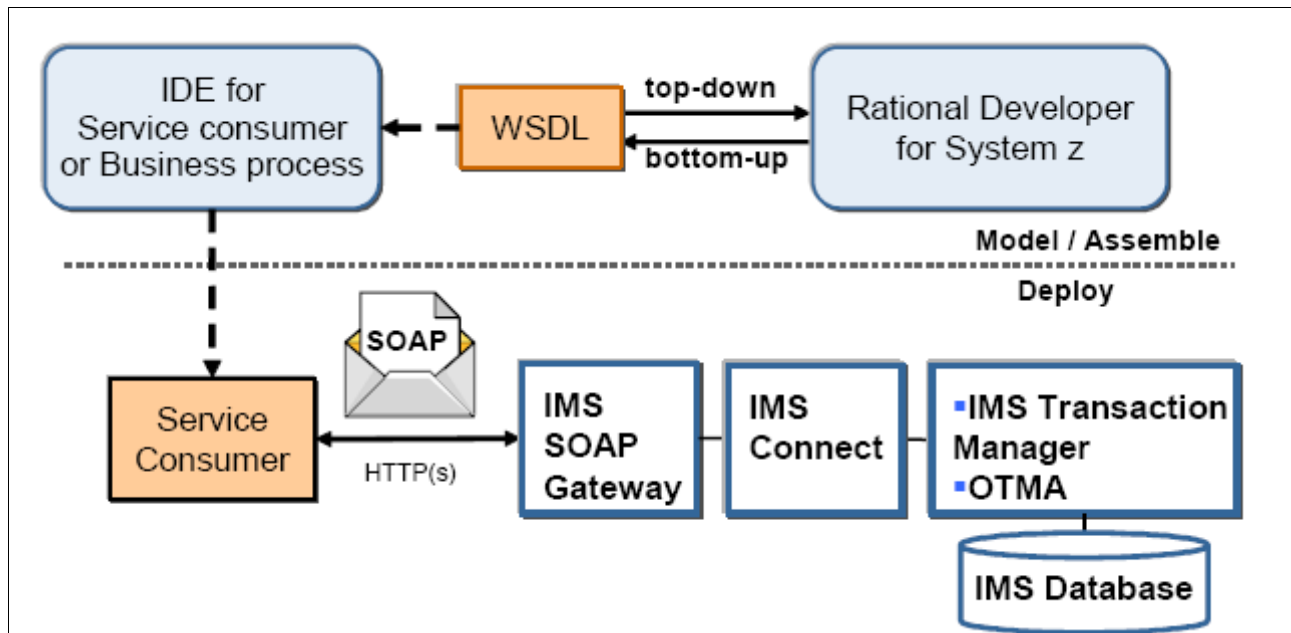 IDE for
Service consumer
or Business process
WSDL
top-down
bottom-up
Rational Developer
for System z
Model / Assemble
Deploy
SOAP
Service
Consumer
HTTP(s)
IMS
SOAP
Gateway
IMS
Connect
▪IMS Transaction
Manager
▪OTMA
IMS Database